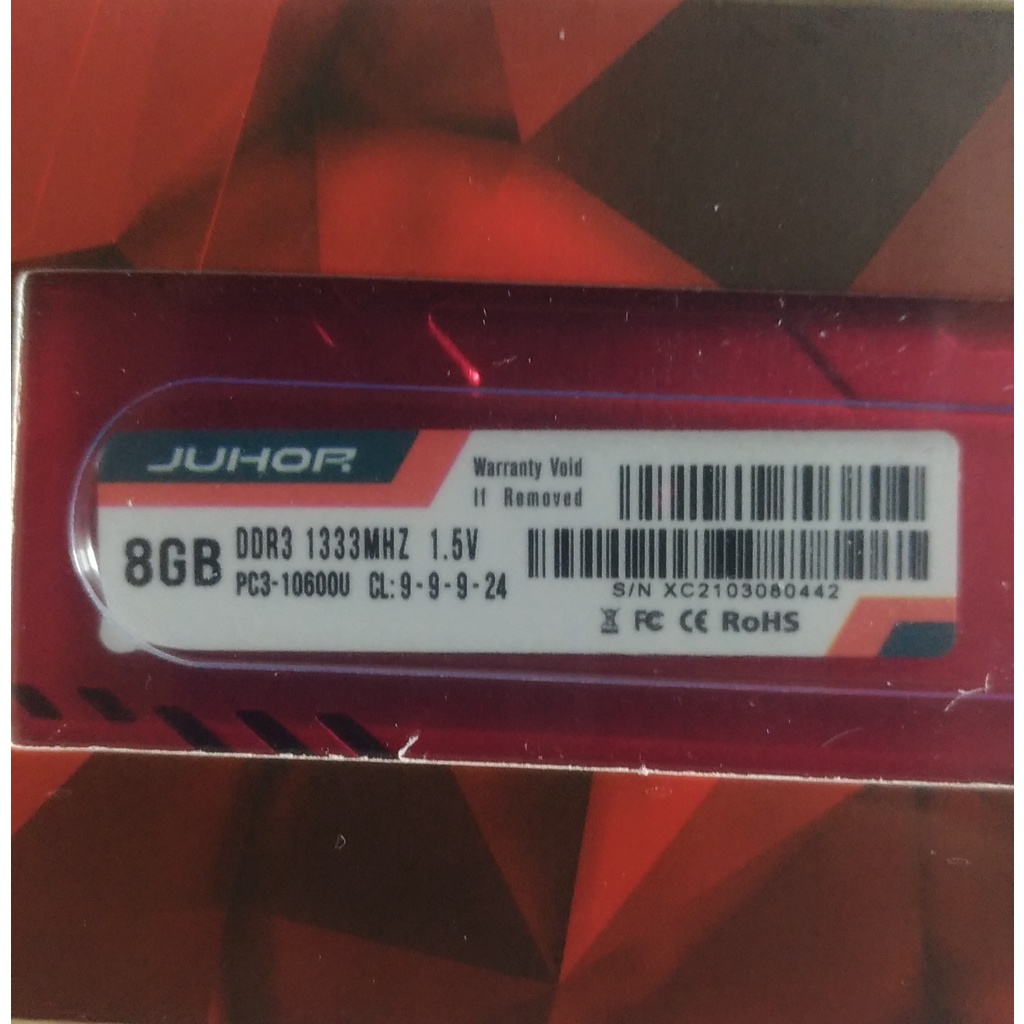 JUHOR
Warranty Void
If Removed
8GB
DDR3 1333MHZ 1.5V
PC3-10600U CL:9-9-9-24
S/N XC2103080442
FC CE RoHS